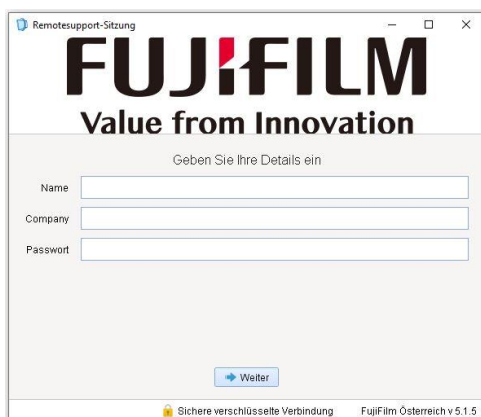 Remotesupport-Sitzung
FUJIFILM
Value from Innovation
Geben Sie Ihre Details ein
Name
Company
Passwort
Weiter
Sichere verschlüsselte Verbindung FujiFilm Österreich v 5.1.5